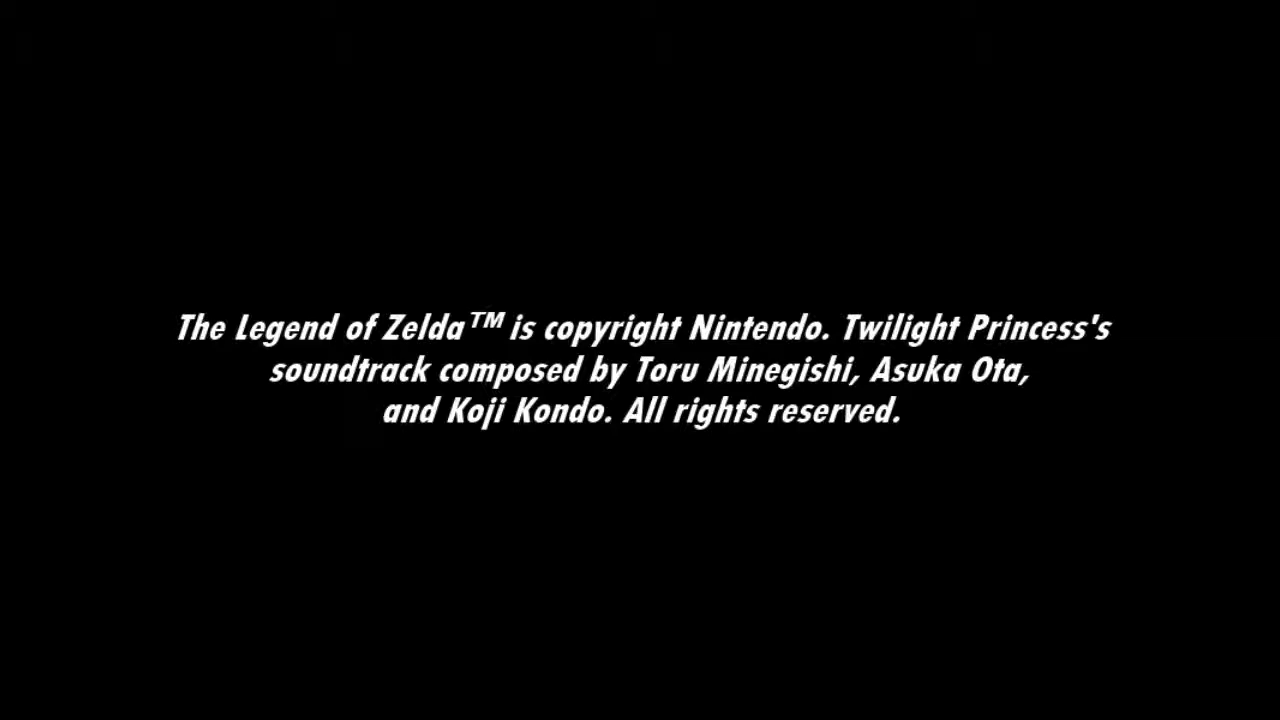 The Legend of Zelda™ is copyright Nintendo. Twilight Princess's
soundtrack composed by Toru Minegishi, Asuka Ota,
and Koji Kondo. All rights reserved.